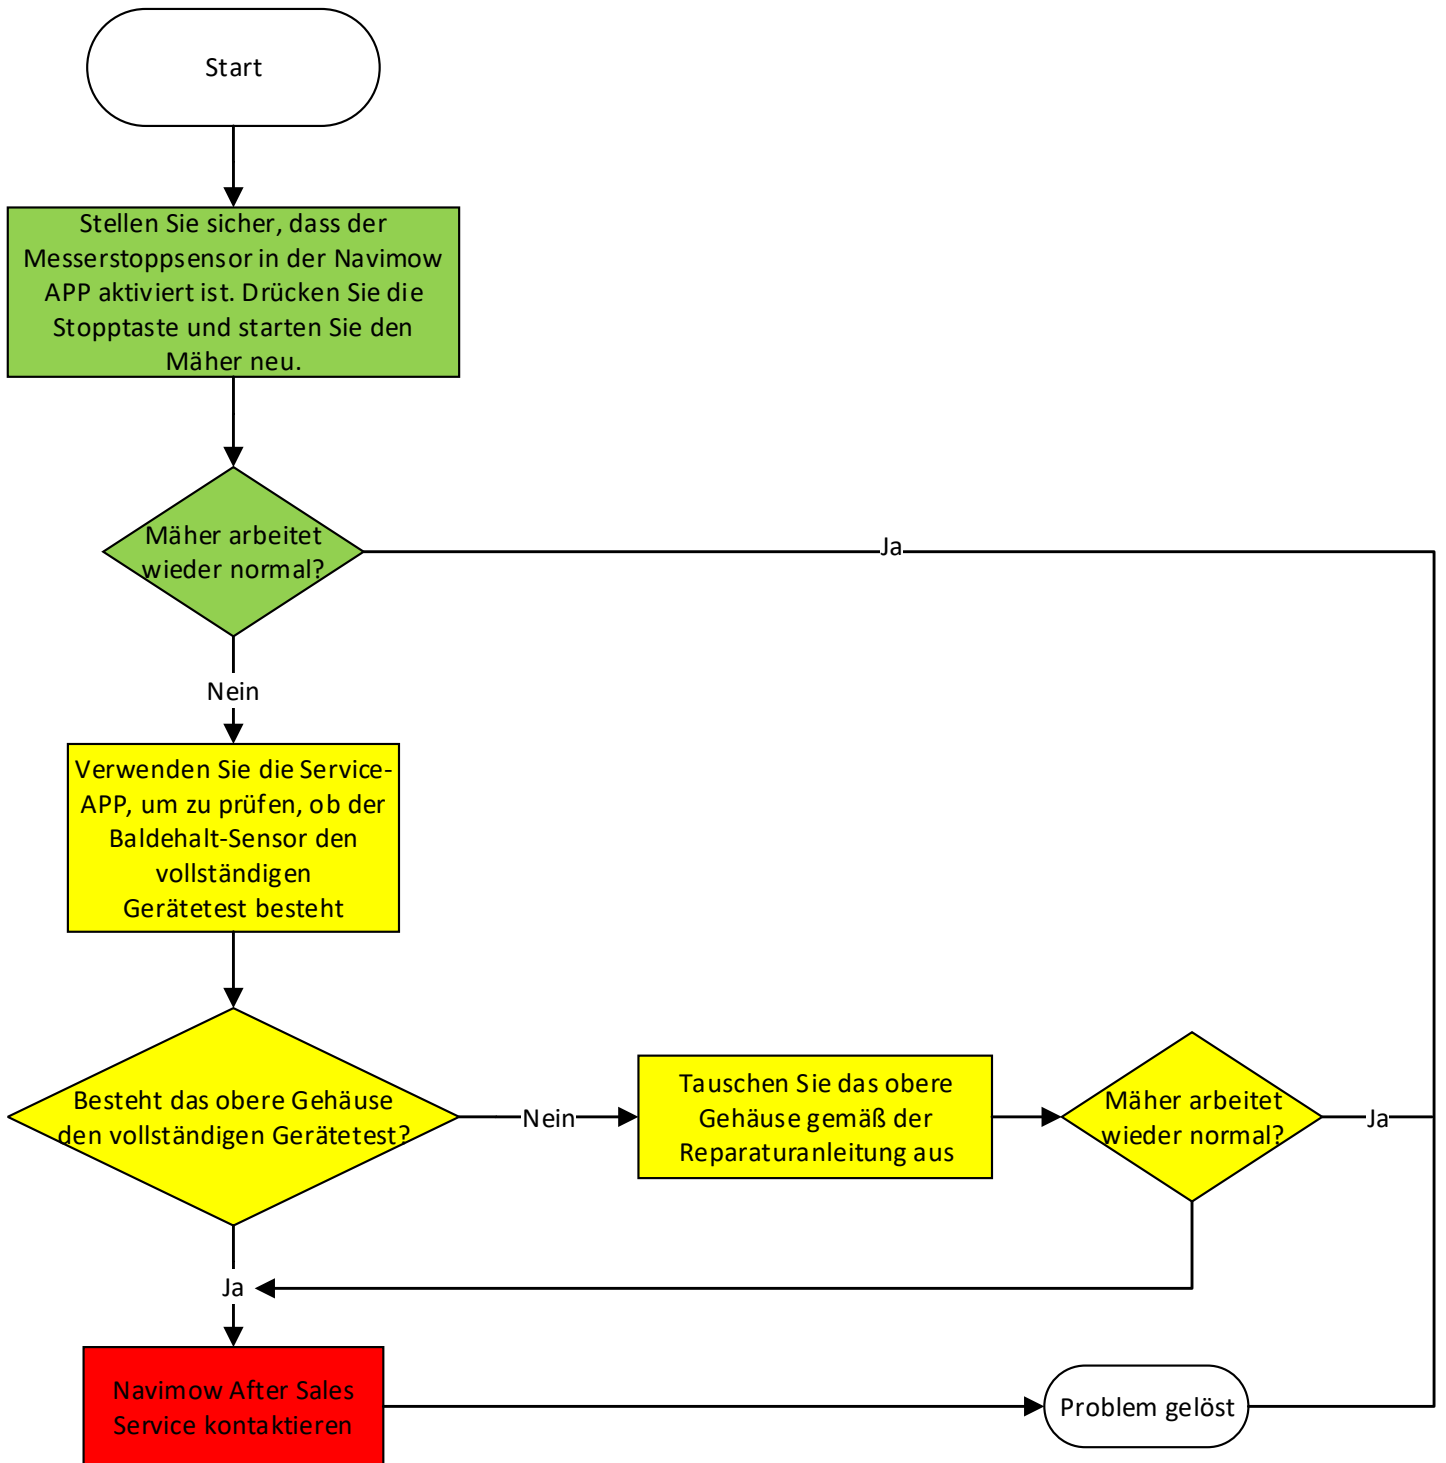 Start
Stellen Sie sicher, dass der
Messerstoppsensor in der Navimow
APP aktiviert ist. Drücken Sie die
Stopptaste und starten Sie den
Mäher neu.
Mäher arbeitet
wieder normal?
Ja
Nein
Verwenden Sie die Service-
APP, um zu prüfen, ob der
Baldehalt-Sensor den
vollständigen
Gerätetest besteht
Besteht das obere Gehäuse
den vollständigen Gerätetest?
Nein
Tauschen Sie das obere
Gehäuse gemäß der
Reparaturanleitung aus
Mäher arbeitet
wieder normal?
Ja
Ja
Navimow After Sales
Service kontaktieren
Problem gelöst